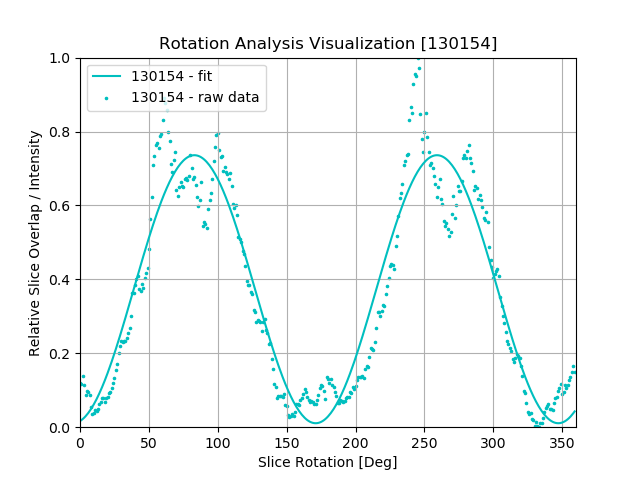 Rotation Analysis Visualization [130154]
130154 - fit
130154 - raw data
Relative Slice Overlap / Intensity
1.0
0.8
0.6
0.4
0.2
0.0
0 50 100 150 200 250 300 350
Slice Rotation [Deg]